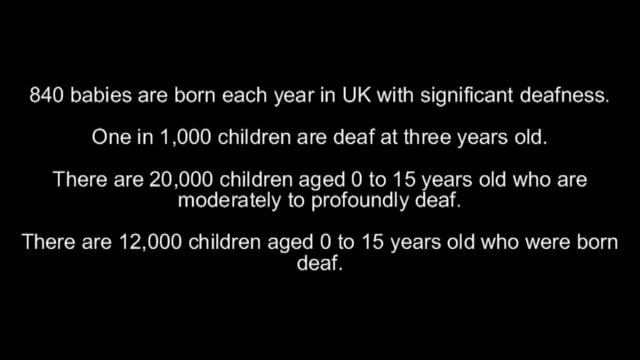 840 babies are born each year in UK with significant deafness.
One in 1,000 children are deaf at three years old.
There are 20,000 children aged 0 to 15 years old who are
moderately to profoundly deaf.
There are 12,000 children aged 0 to 15 years old who were born
deaf.